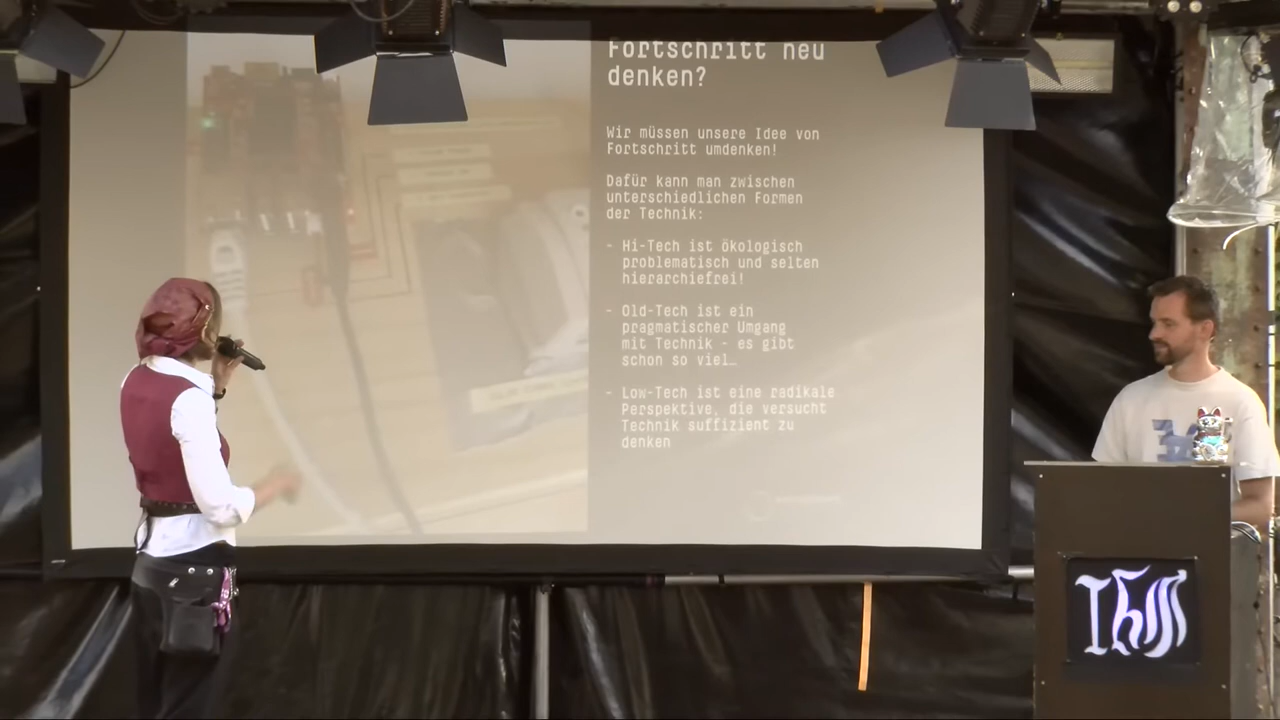 Fortschritt neu
denken?
Wir müssen unsere Idee von
Fortschritt umdenken!
Dafür kann man zwischen
unterschiedlichen Formen
der Technik:
- Hi-Tech ist ökologisch
problematisch und selten
hierarchiefrei!
- Old-Tech ist ein
pragmatischer Umgang
mit Technik - es gibt
schon so viel…
- Low-Tech ist eine radikale
Perspektive, die versucht
Technik suffizient zu
denken